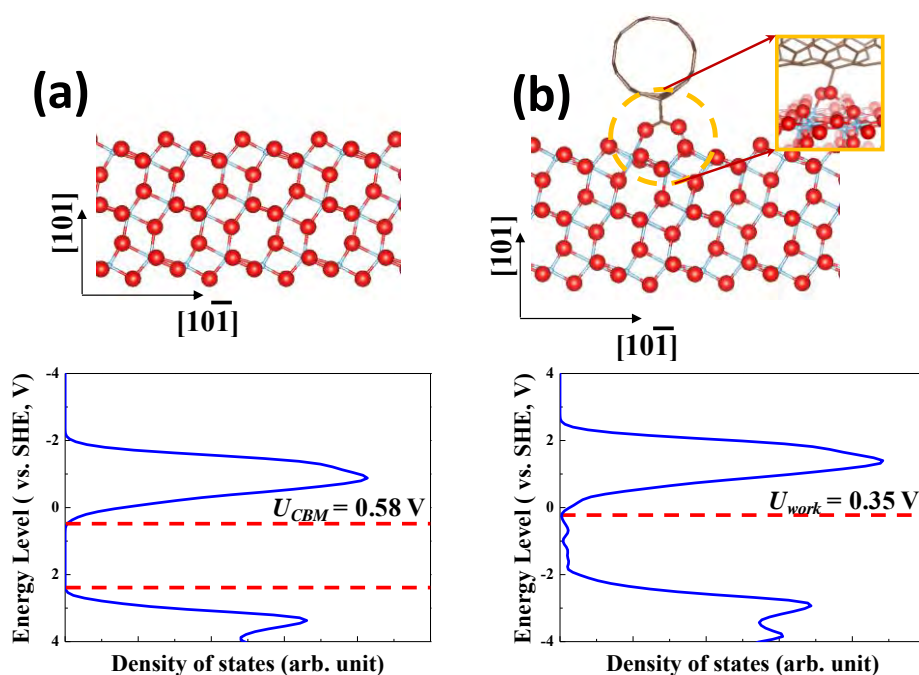 (a)
[101]
[101̅]
(b)
[101]
[101̅]
Energy Level ( vs. SHE, V)
-4
-2
0
2
4
U_CBM = 0.58 V
Density of states (arb. unit)
Energy Level ( vs. SHE, V)
4
2
0
-2
-4
U_work = 0.35 V
Density of states (arb. unit)